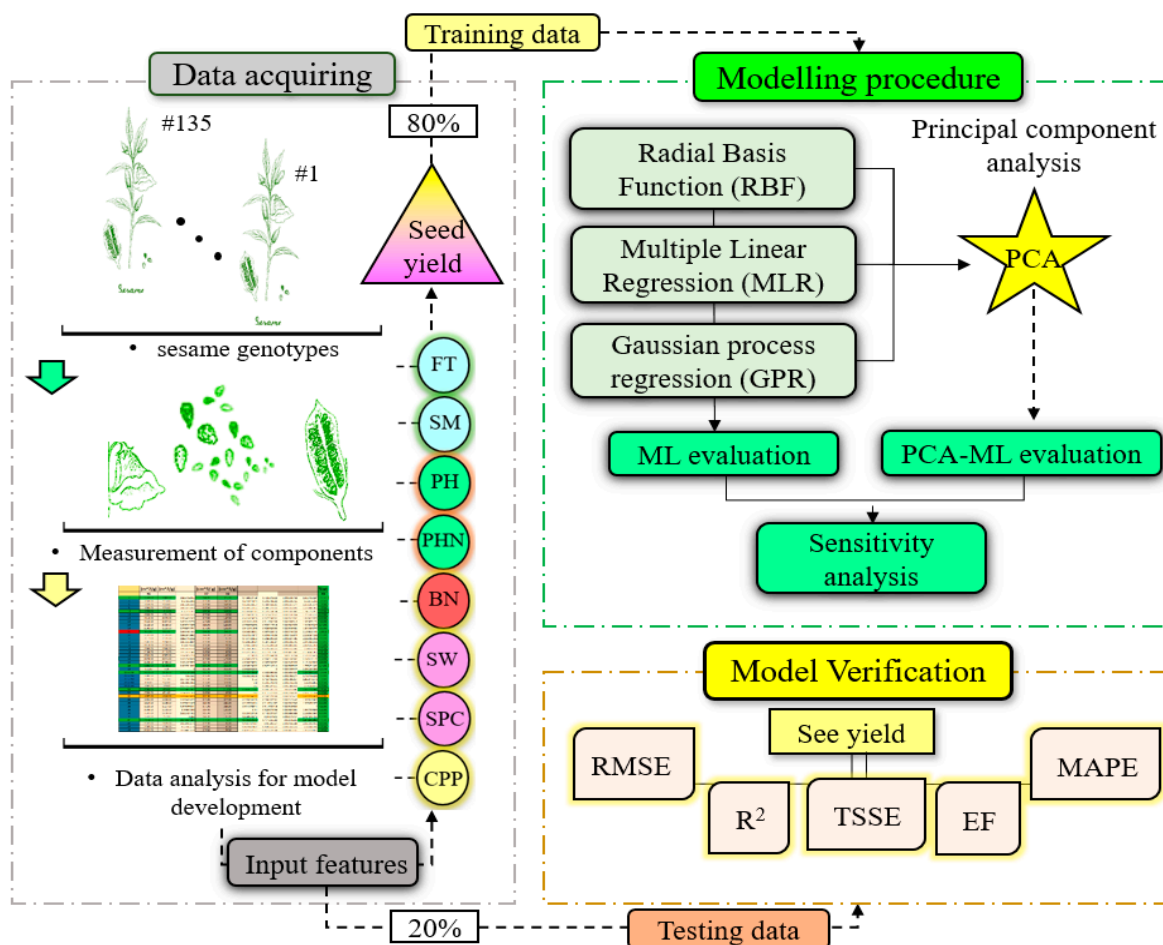 Training data
Data acquiring
80%
#135
#1
Sesame
Sesame
• sesame genotypes
Seed
yield
FT
SM
PH
PHN
BN
SW
SPC
CPP
• Measurement of components
• Data analysis for model
development
Input features
20%
Testing data
Modelling procedure
Radial Basis
Function (RBF)
Multiple Linear
Regression (MLR)
Gaussian process
regression (GPR)
Principal component
analysis
PCA
ML evaluation
PCA-ML evaluation
Sensitivity
analysis
Model Verification
See yield
RMSE
R²
TSSE
EF
MAPE